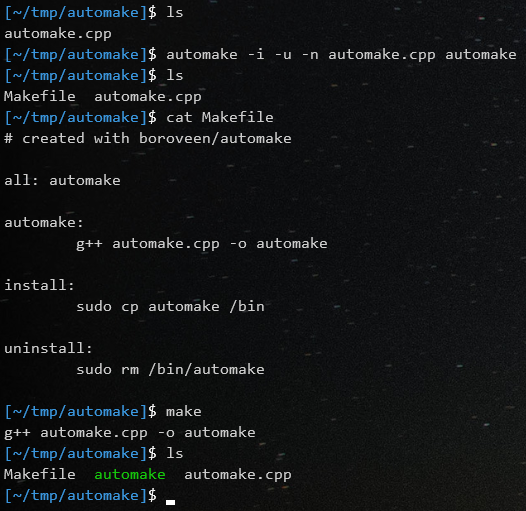 [~/tmp/automake]$ ls
automake.cpp
[~/tmp/automake]$ automake -i -u -n automake.cpp automake
[~/tmp/automake]$ ls
Makefile  automake.cpp
[~/tmp/automake]$ cat Makefile
# created with boroveen/automake

all: automake

automake:
        g++ automake.cpp -o automake

install:
        sudo cp automake /bin

uninstall:
        sudo rm /bin/automake

[~/tmp/automake]$ make
g++ automake.cpp -o automake
[~/tmp/automake]$ ls
Makefile  automake  automake.cpp
[~/tmp/automake]$